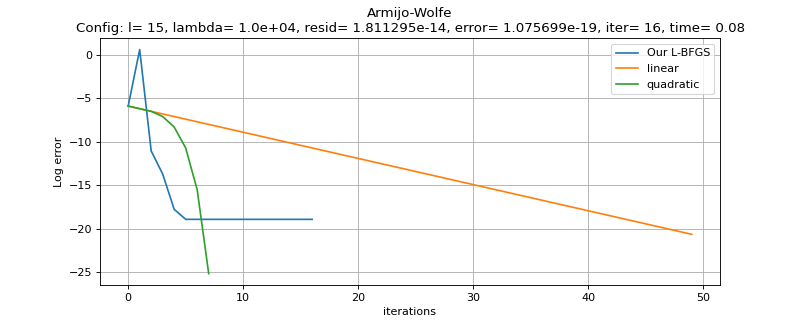 Armijo-Wolfe
Config: l= 15, lambda= 1.0e+04, resid= 1.811295e-14, error= 1.075699e-19, iter= 16, time= 0.08
Our L-BFGS
linear
quadratic
Log error
0
−5
−10
−15
−20
−25
0 10 20 30 40 50
iterations